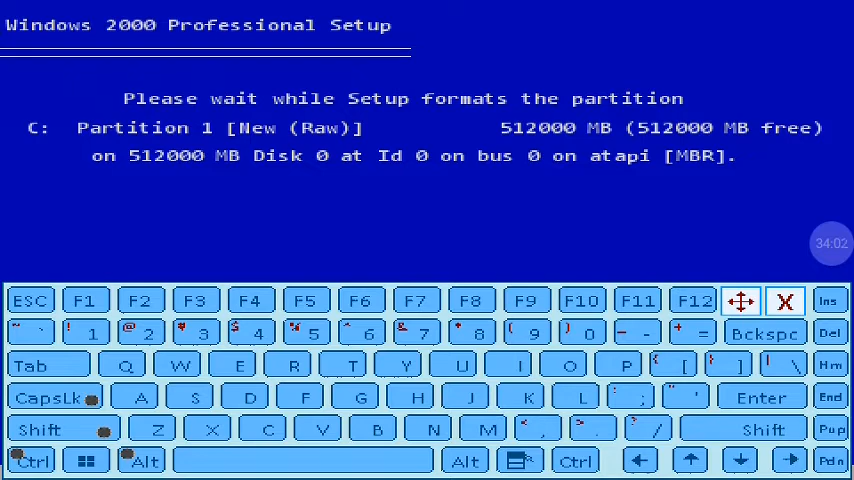 Windows 2000 Professional Setup
Please wait while Setup formats the partition
C: Partition 1 [New (Raw)] 512000 MB (512000 MB free)
on 512000 MB Disk 0 at Id 0 on bus 0 on atapi [MBR].
34:02
ESC F1 F2 F3 F4 F5 F6 F7 F8 F9 F10 F11 F12 X Ins
~ ` ! 1 @ 2 # 3 $ 4 % 5 ^ 6 & 7 * 8 ( 9 ) 0 _ - + = Bckspc Del
Tab Q W E R T Y U I O P { [ } ] | \ Hm
CapsLk A S D F G H J K L : ; " ' Enter End
Shift Z X C V B N M < , > . ? / Shift Pup
Ctrl Alt Alt Ctrl Pdn